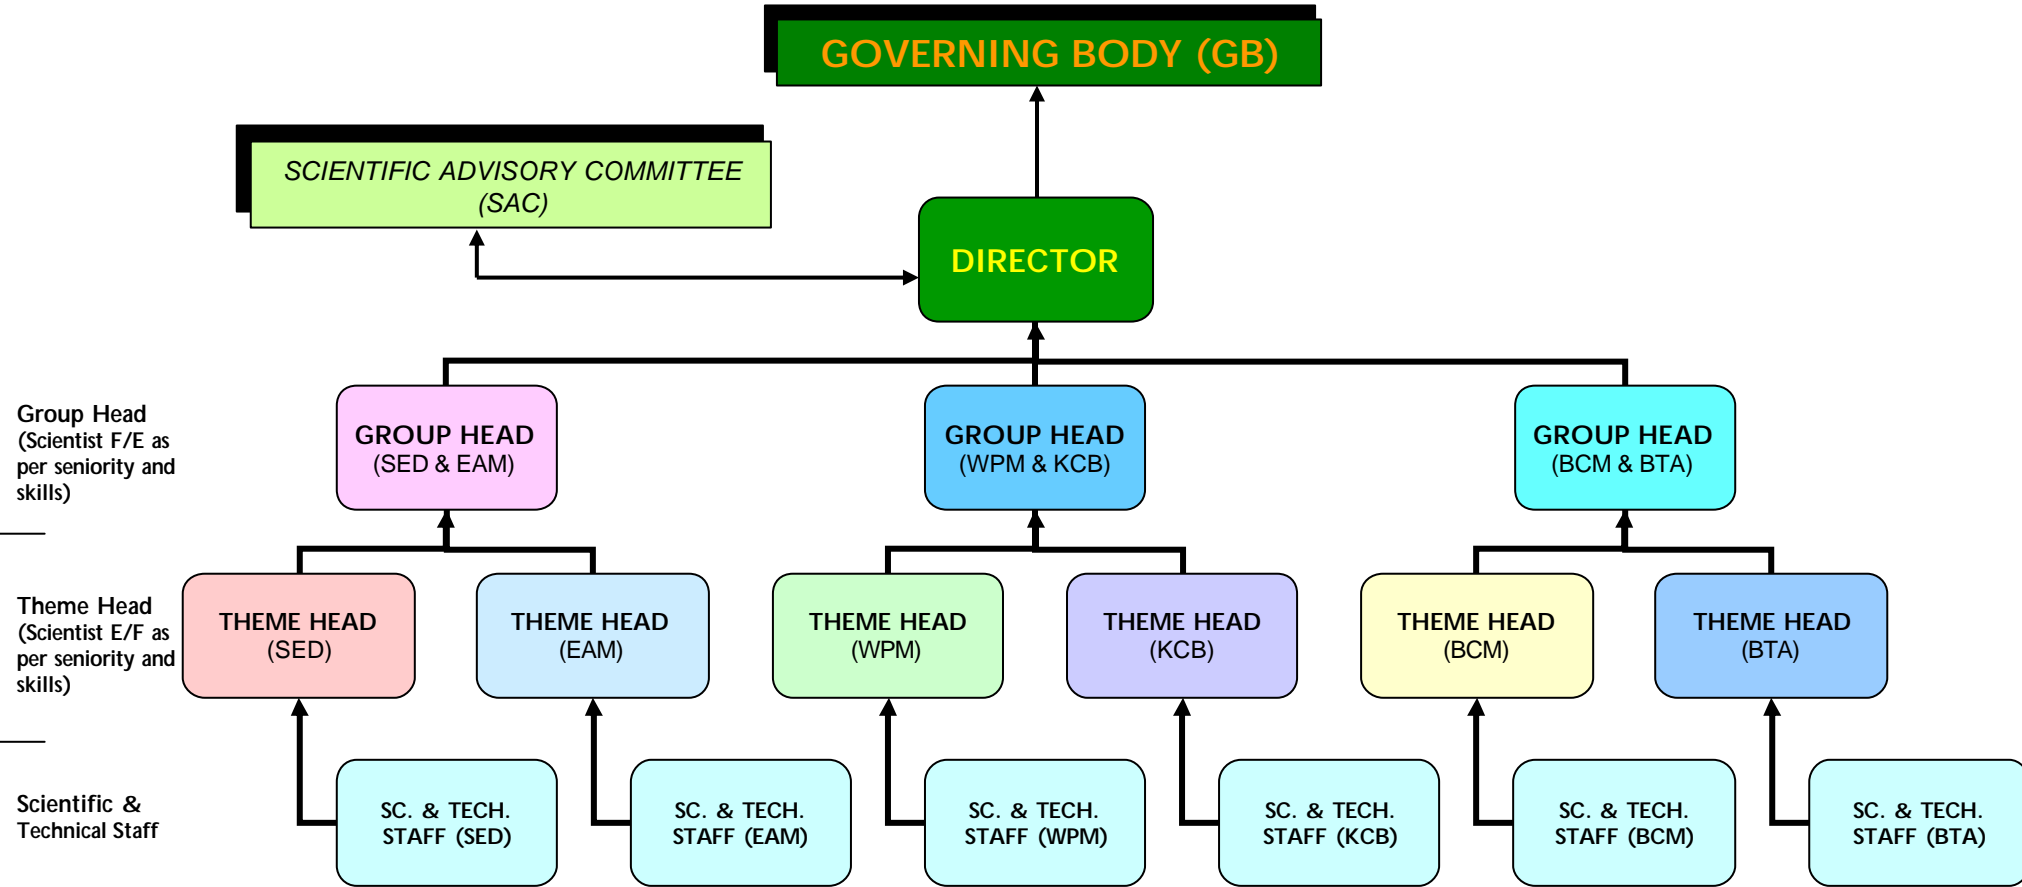 GOVERNING BODY (GB)
SCIENTIFIC ADVISORY COMMITTEE
(SAC)
DIRECTOR
Group Head
(Scientist F/E as
per seniority and
skills)
GROUP HEAD
(SED & EAM)
GROUP HEAD
(WPM & KCB)
GROUP HEAD
(BCM & BTA)
Theme Head
(Scientist E/F as
per seniority and
skills)
THEME HEAD
(SED)
THEME HEAD
(EAM)
THEME HEAD
(WPM)
THEME HEAD
(KCB)
THEME HEAD
(BCM)
THEME HEAD
(BTA)
Scientific &
Technical Staff
SC. & TECH.
STAFF (SED)
SC. & TECH.
STAFF (EAM)
SC. & TECH.
STAFF (WPM)
SC. & TECH.
STAFF (KCB)
SC. & TECH.
STAFF (BCM)
SC. & TECH.
STAFF (BTA)